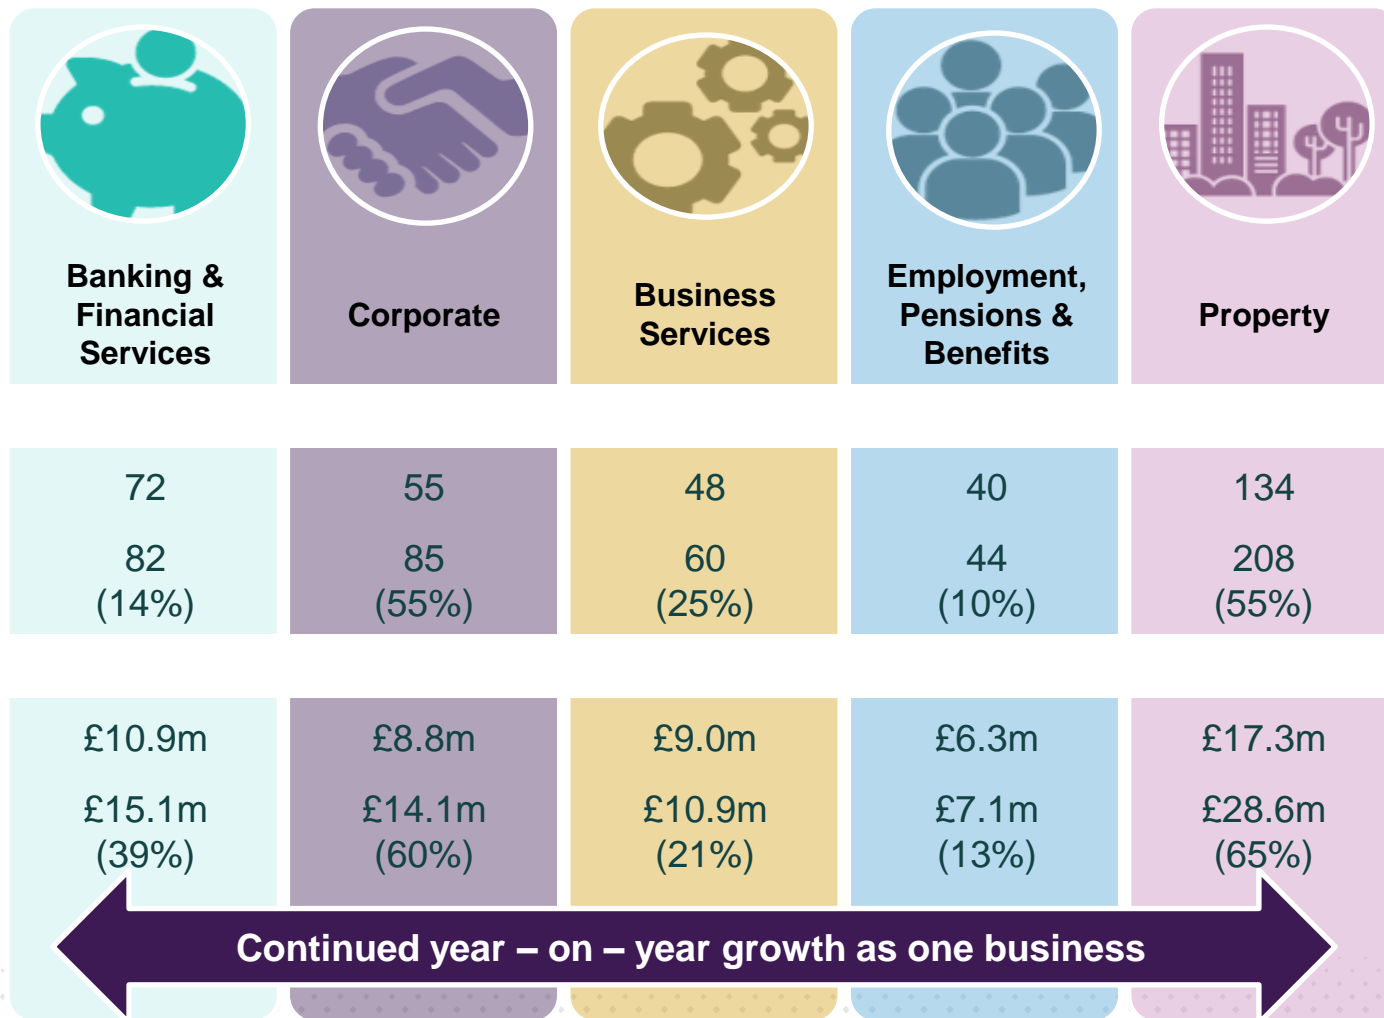 Banking &
Financial
Services
Corporate
Business
Services
Employment,
Pensions &
Benefits
Property
72
55
48
40
134
82
(14%)
85
(55%)
60
(25%)
44
(10%)
208
(55%)
£10.9m
£8.8m
£9.0m
£6.3m
£17.3m
£15.1m
(39%)
£14.1m
(60%)
£10.9m
(21%)
£7.1m
(13%)
£28.6m
(65%)
Continued year – on – year growth as one business